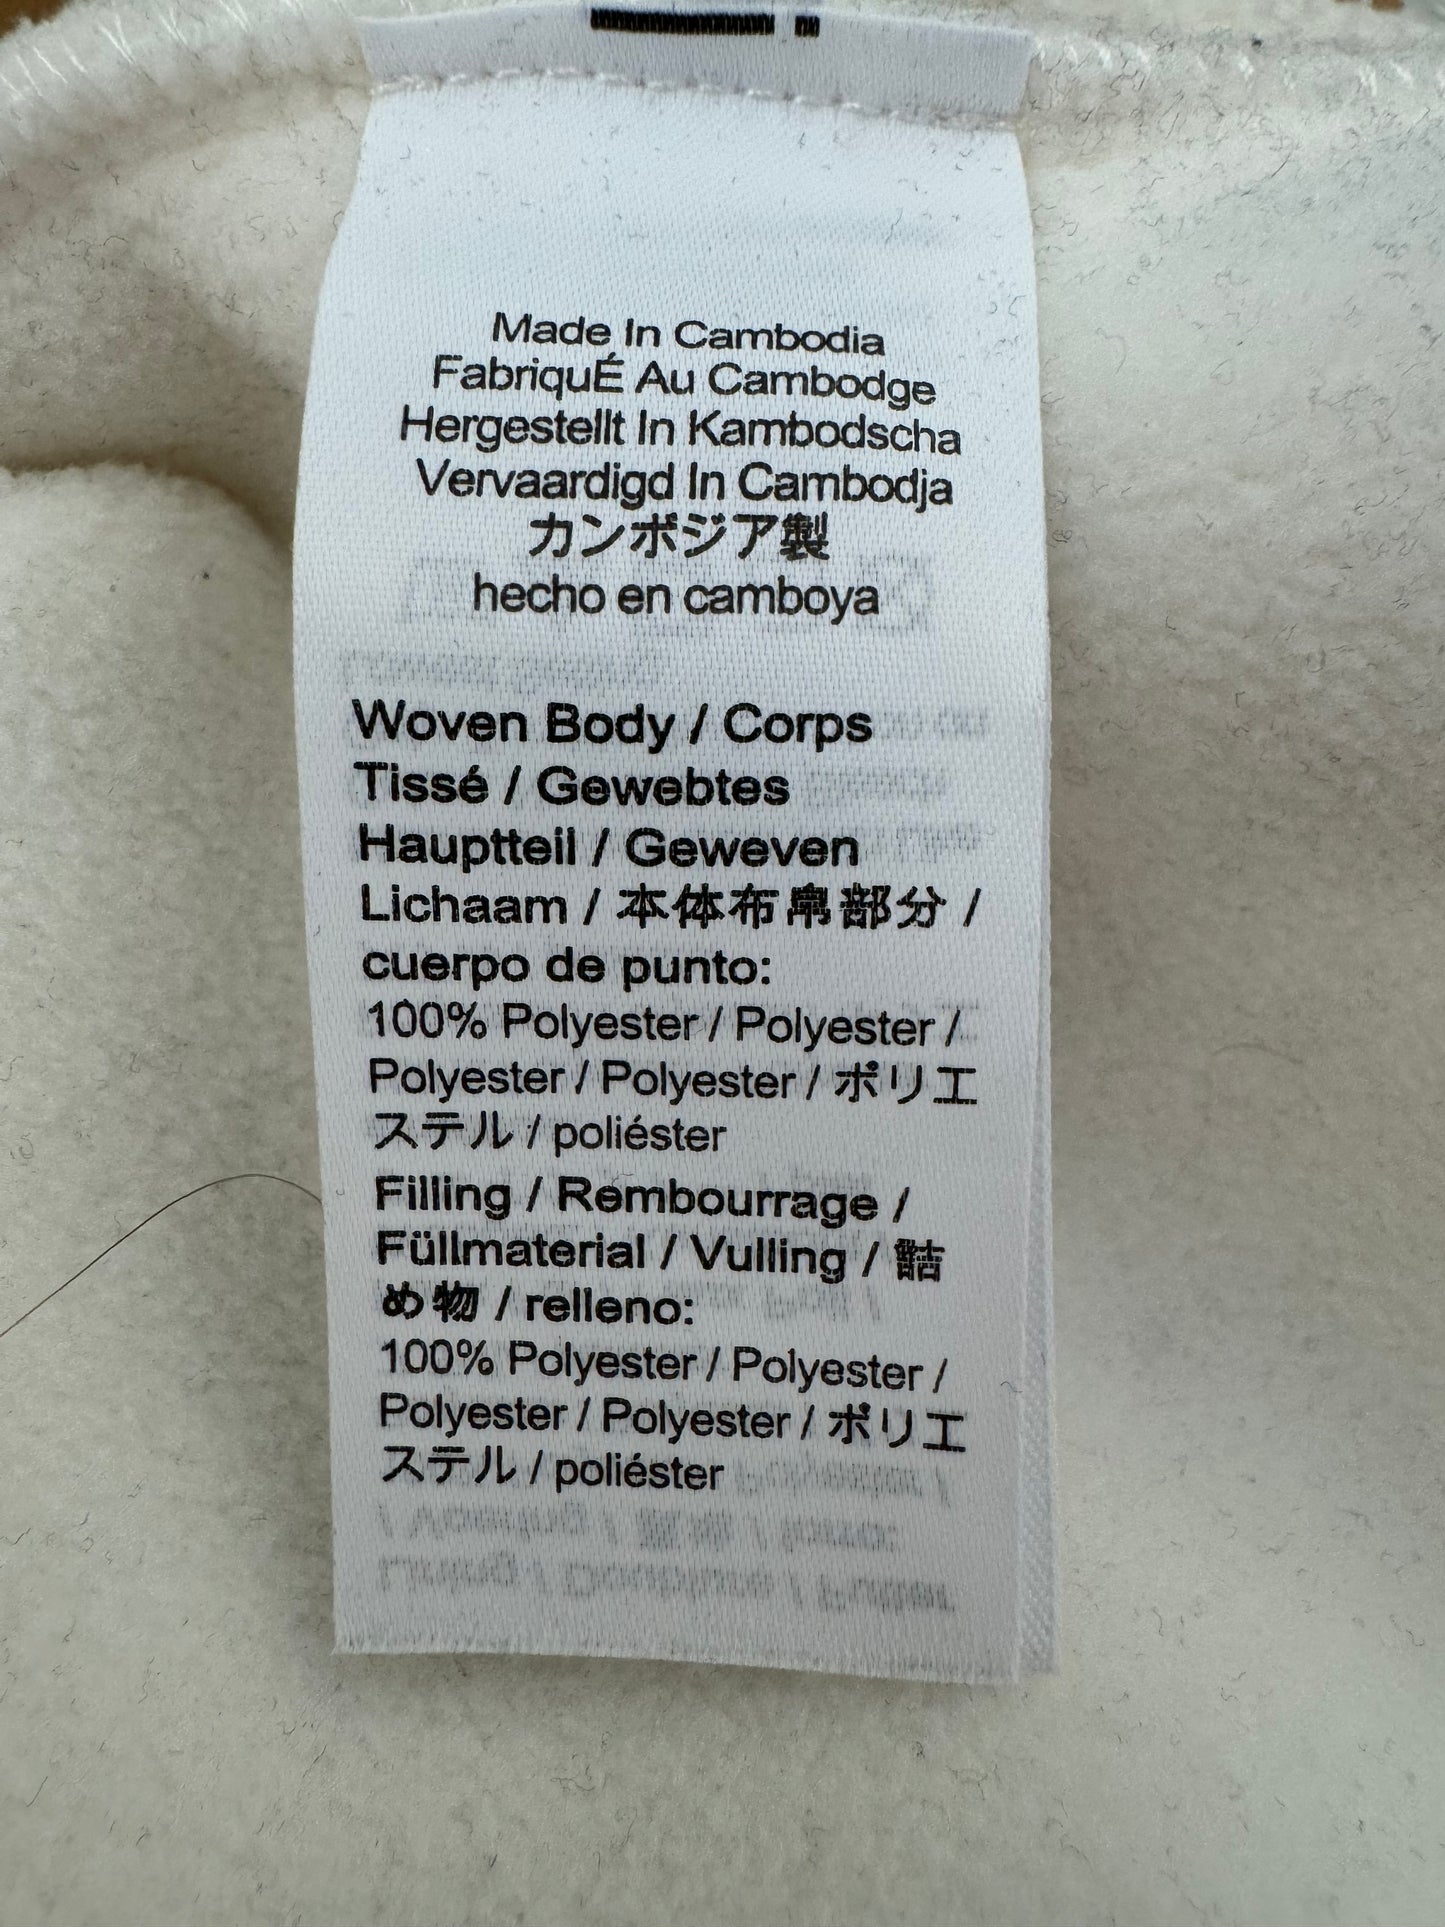 Made In Cambodia
FabriquÉ Au Cambodge
Hergestellt In Kambodscha
Vervaardigd In Cambodja
カンボジア製
hecho en camboya
Woven Body / Corps
Tissé / Gewebtes
Hauptteil / Geweven
Lichaam / 本体布帛部分 /
cuerpo de punto:
100% Polyester / Polyester /
Polyester / Polyester / ポリエ
ステル / poliéster
Filling / Rembourrage /
Füllmaterial / Vulling / 詰
め物 / relleno:
100% Polyester / Polyester /
Polyester / Polyester / ポリエ
ステル / poliéster